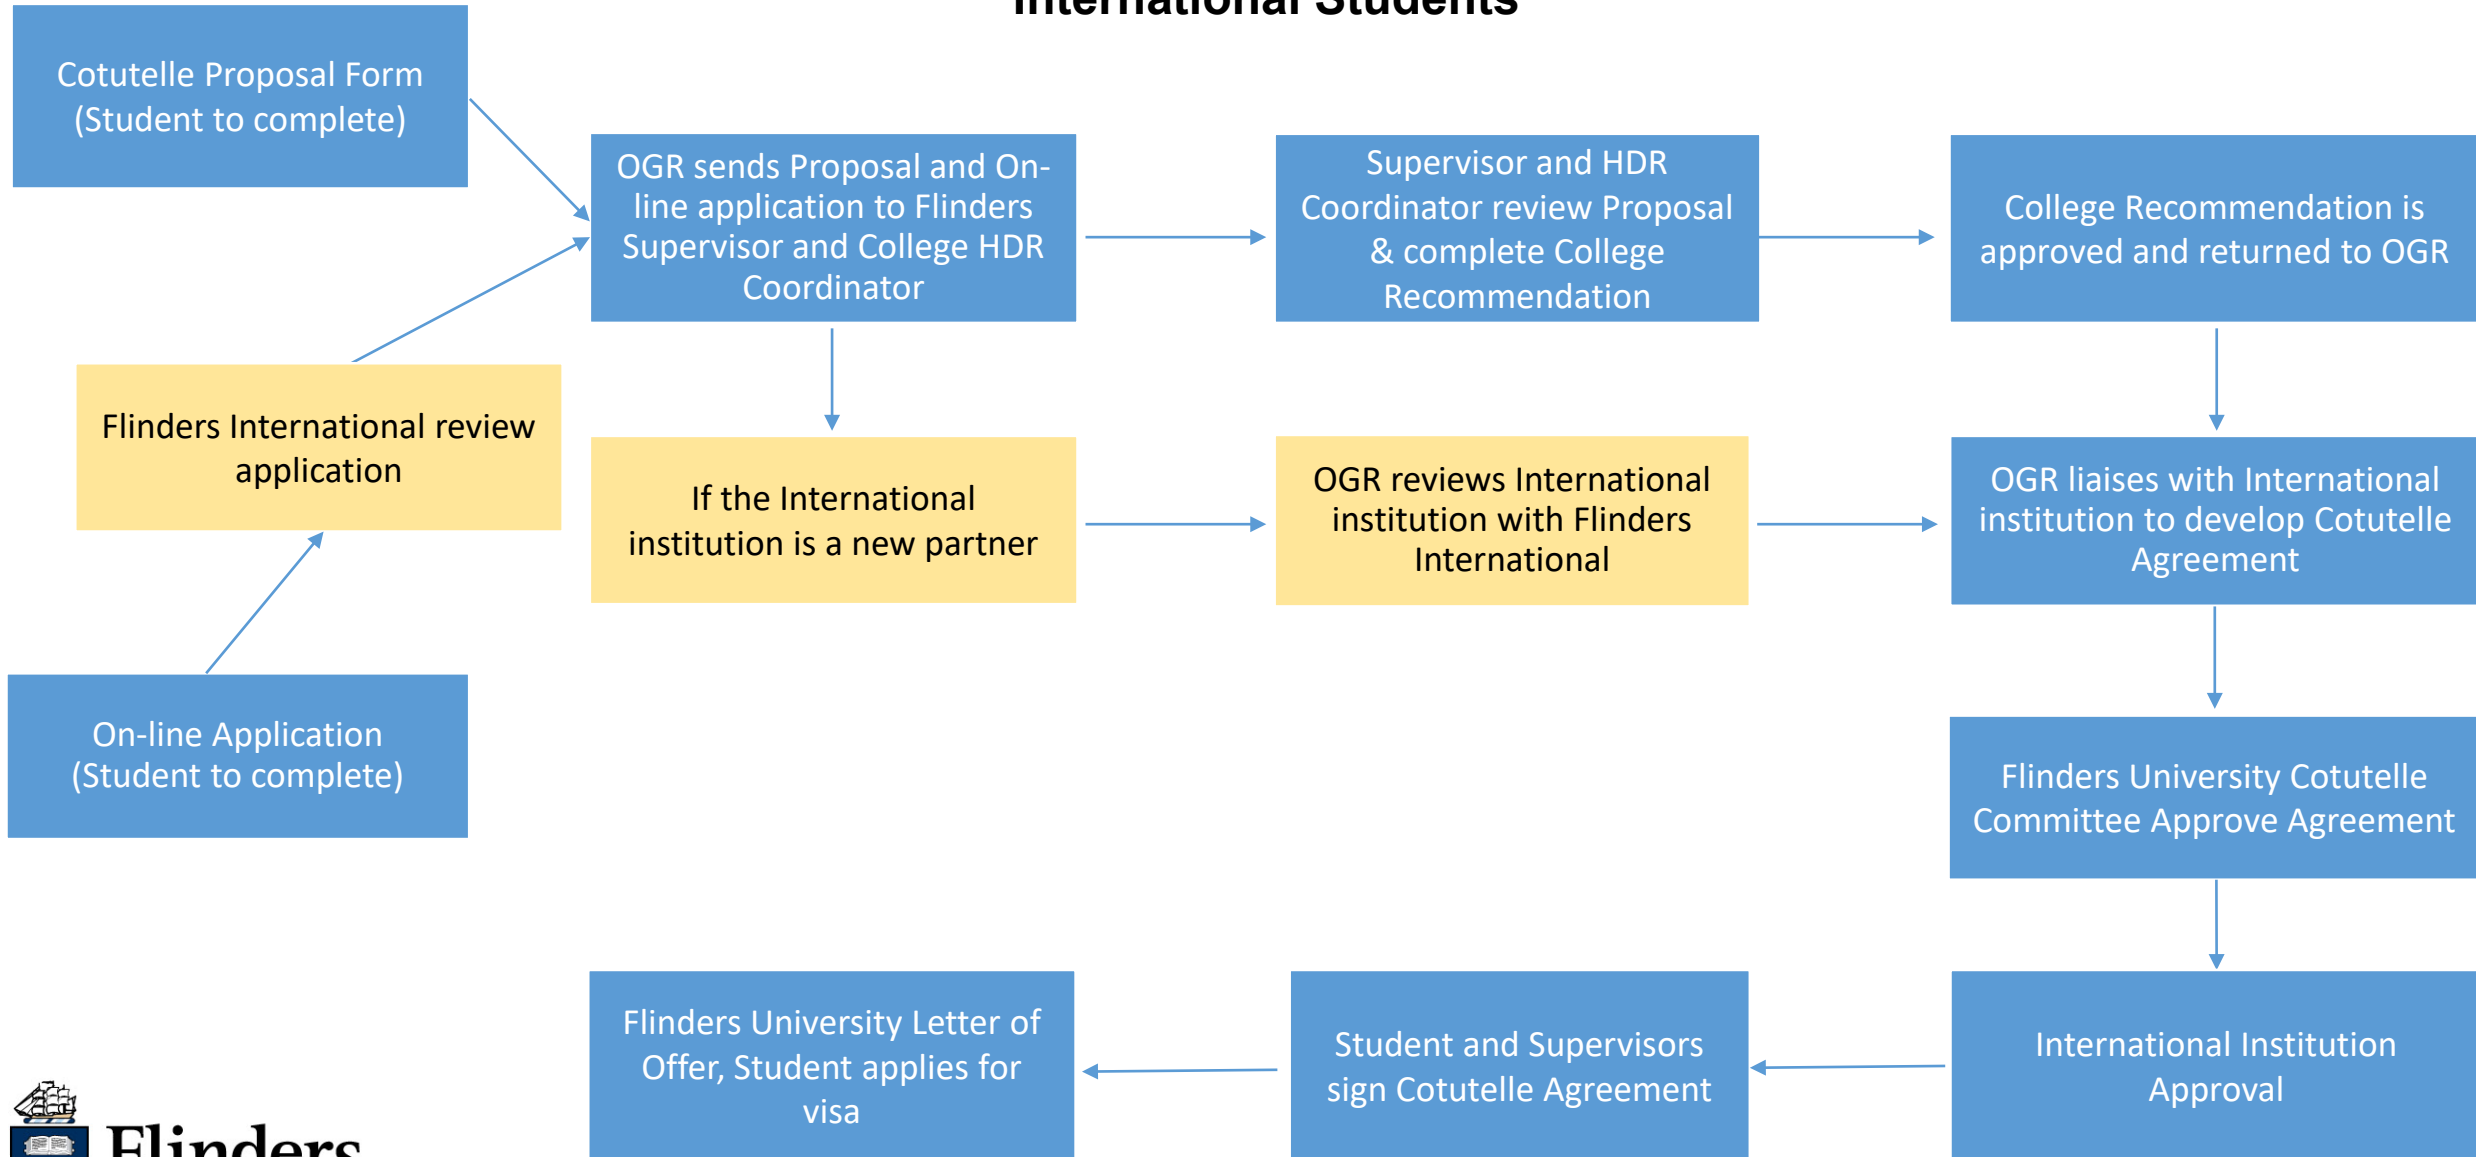 International Students
Cotutelle Proposal Form
(Student to complete)
OGR sends Proposal and On-
line application to Flinders
Supervisor and College HDR
Coordinator
Supervisor and HDR
Coordinator review Proposal
& complete College
Recommendation
College Recommendation is
approved and returned to OGR
Flinders International review
application
If the International
institution is a new partner
OGR reviews International
institution with Flinders
International
OGR liaises with International
institution to develop Cotutelle
Agreement
On-line Application
(Student to complete)
Flinders University Cotutelle
Committee Approve Agreement
Flinders University Letter of
Offer, Student applies for
visa
Student and Supervisors
sign Cotutelle Agreement
International Institution
Approval
Flinders